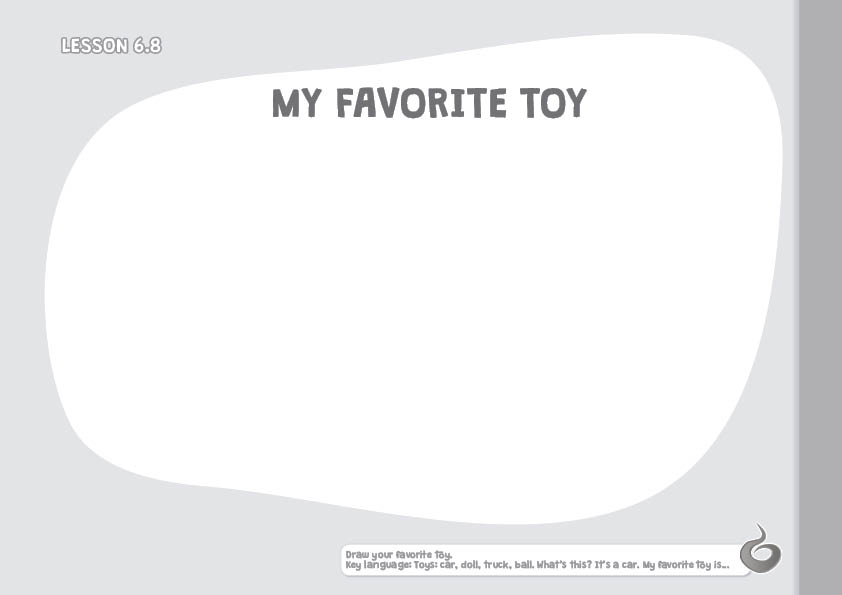 LESSON 6.8
MY FAVORITE TOY
Draw your favorite toy.
Key language: Toys: car, doll, truck, ball. What's this? It's a car. My favorite toy is...
6